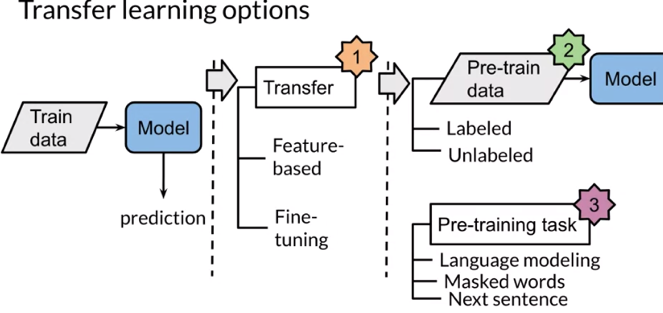 Transfer learning options
Train
data
Model
prediction
1
Transfer
Feature-
based
Fine-
tuning
2
Pre-train
data
Model
Labeled
Unlabeled
3
Pre-training task
Language modeling
Masked words
Next sentence